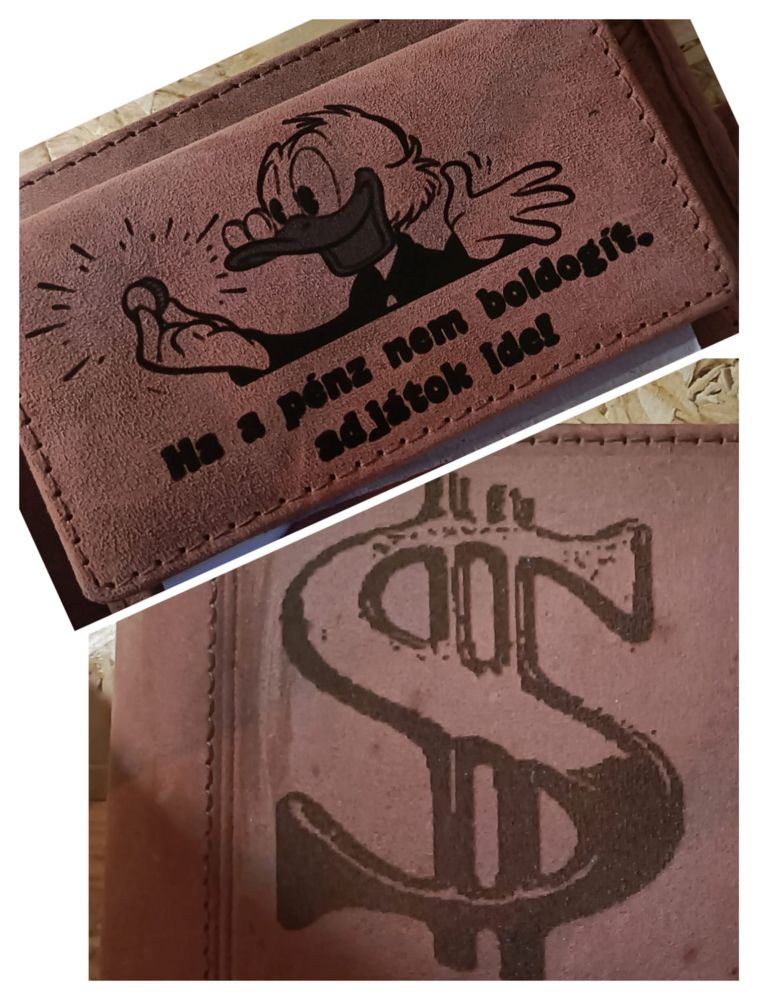 Ha a pénz nem boldogít.
adjátok ide!
$